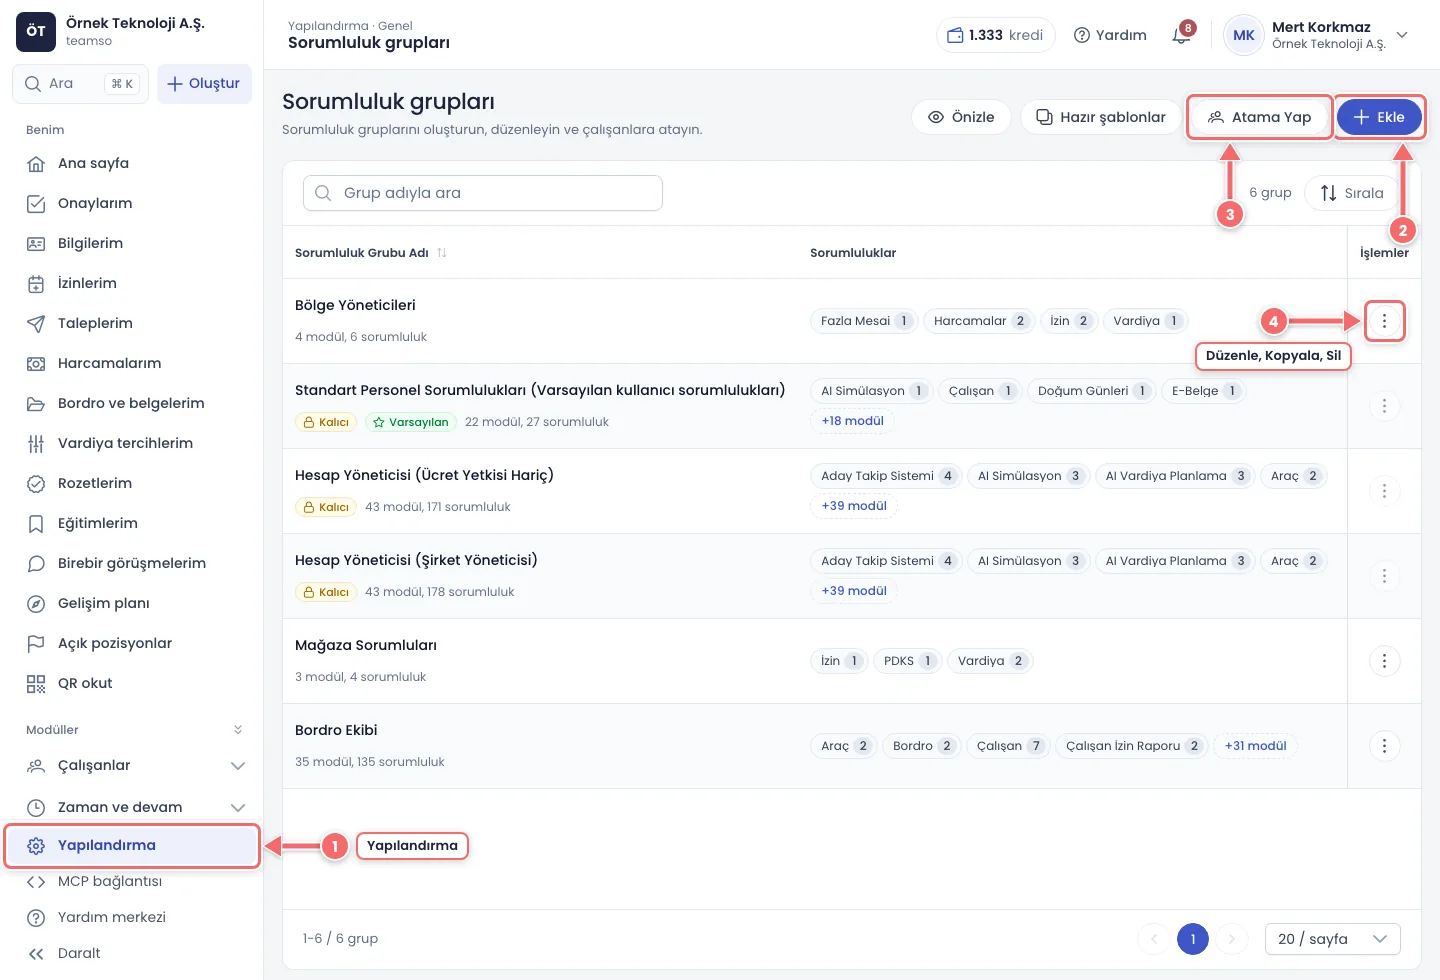 ÖT
Örnek Teknoloji A.Ş.
teamso
Ara
⌘ K
Oluştur
Benim
Ana sayfa
Onaylarım
Bilgilerim
İzinlerim
Taleplerim
Harcamalarım
Bordro ve belgelerim
Vardiya tercihlerim
Rozetlerim
Eğitimlerim
Birebir görüşmelerim
Gelişim planı
Açık pozisyonlar
QR okut
Modüller
Çalışanlar
Zaman ve devam
Yapılandırma
MCP bağlantısı
Yardım merkezi
Daralt
1
Yapılandırma
Yapılandırma · Genel
Sorumluluk grupları
1.333 kredi
Yardım
8
MK
Mert Korkmaz
Örnek Teknoloji A.Ş.
Sorumluluk grupları
Sorumluluk gruplarını oluşturun, düzenleyin ve çalışanlara atayın.
Önizle
Hazır şablonlar
Atama Yap
Ekle
3
2
Grup adıyla ara
6 grup
Sırala
Sorumluluk Grubu Adı
Sorumluluklar
İşlemler
Bölge Yöneticileri
4 modül, 6 sorumluluk
Fazla Mesai 1
Harcamalar 2
İzin 2
Vardiya 1
4
Düzenle, Kopyala, Sil
Standart Personel Sorumlulukları (Varsayılan kullanıcı sorumlulukları)
Kalıcı
Varsayılan
22 modül, 27 sorumluluk
AI Simülasyon 1
Çalışan 1
Doğum Günleri 1
E-Belge 1
+18 modül
Hesap Yöneticisi (Ücret Yetkisi Hariç)
Kalıcı
43 modül, 171 sorumluluk
Aday Takip Sistemi 4
AI Simülasyon 3
AI Vardiya Planlama 3
Araç 2
+39 modül
Hesap Yöneticisi (Şirket Yöneticisi)
Kalıcı
43 modül, 178 sorumluluk
Aday Takip Sistemi 4
AI Simülasyon 3
AI Vardiya Planlama 3
Araç 2
+39 modül
Mağaza Sorumluları
3 modül, 4 sorumluluk
İzin 1
PDKS 1
Vardiya 2
Bordro Ekibi
35 modül, 135 sorumluluk
Araç 2
Bordro 2
Çalışan 7
Çalışan İzin Raporu 2
+31 modül
1-6 / 6 grup
1
20 / sayfa